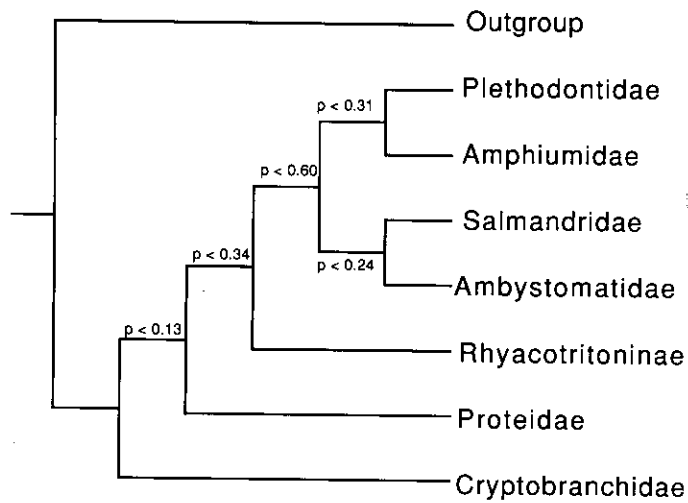 Outgroup
Plethodontidae
p < 0.31
Amphiumidae
p < 0.60
Salmandridae
p < 0.34
p < 0.24
Ambystomatidae
p < 0.13
Rhyacotritoninae
Proteidae
Cryptobranchidae